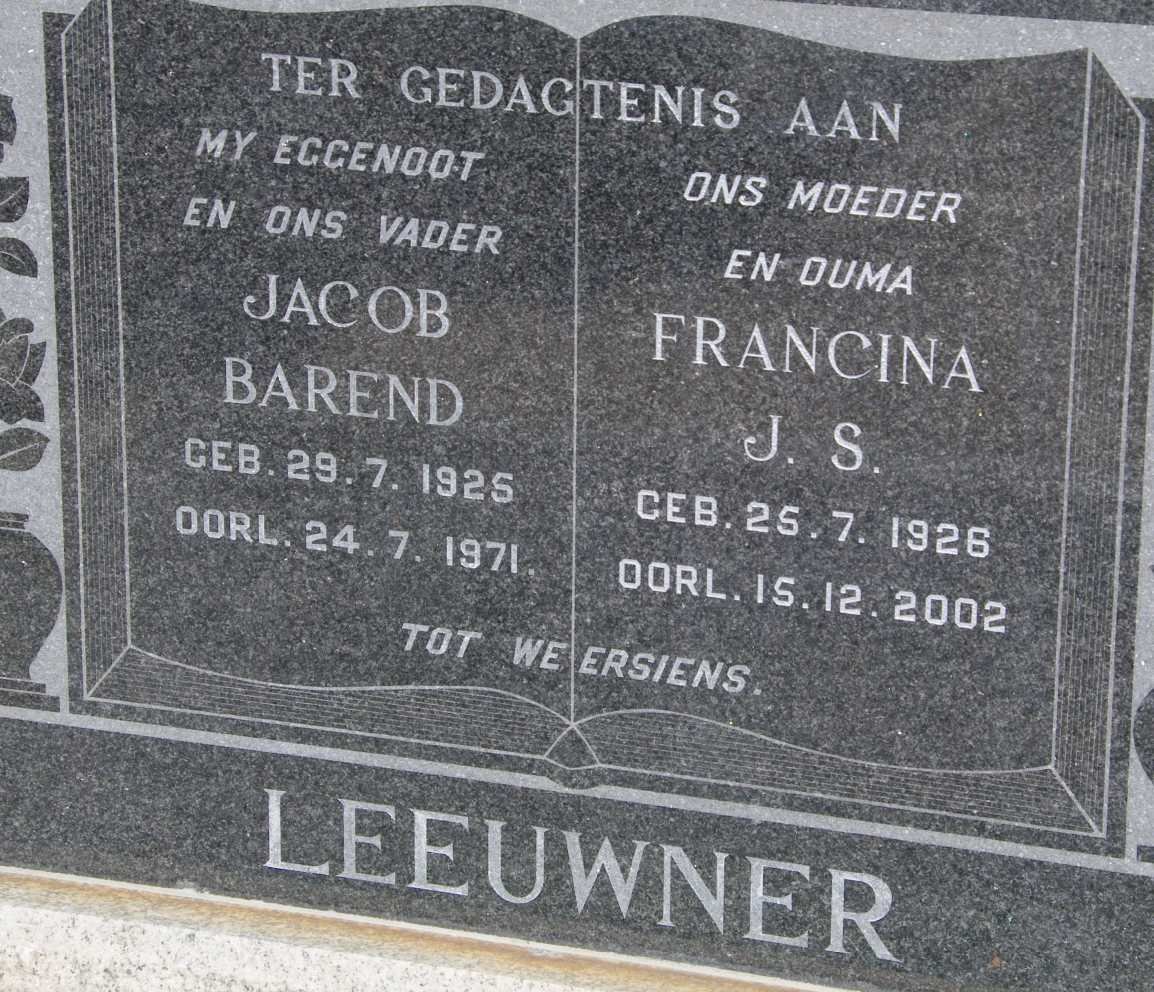 TER GEDAGTENIS AAN
MY EGGENOOT
EN ONS VADER
JACOB
BAREND
GEB. 29.7. 1925
OORL. 24.7. 1971.
ONS MOEDER
EN OUMA
FRANCINA
J. S.
GEB. 25.7. 1926
OORL. 15.12.2002
TOT WEERSIENS.
LEEUWNER